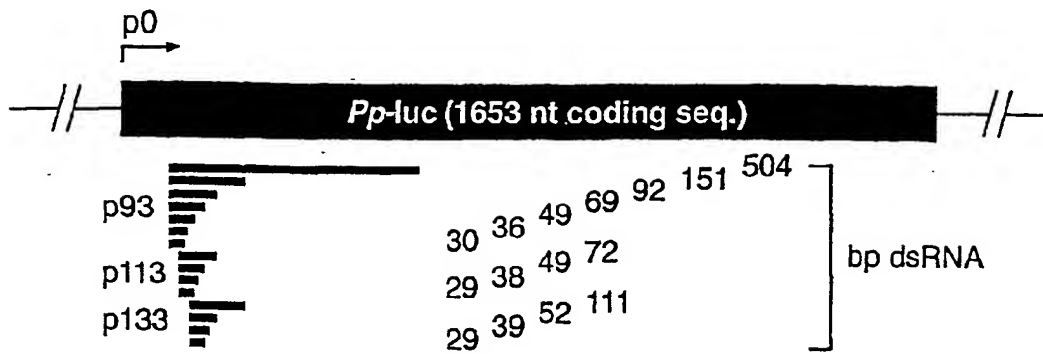 p0
Pp-luc (1653 nt coding seq.)
p93
30 36 49 69 92 151 504
p113
29 38 49 72
p133
29 39 52 111
bp dsRNA